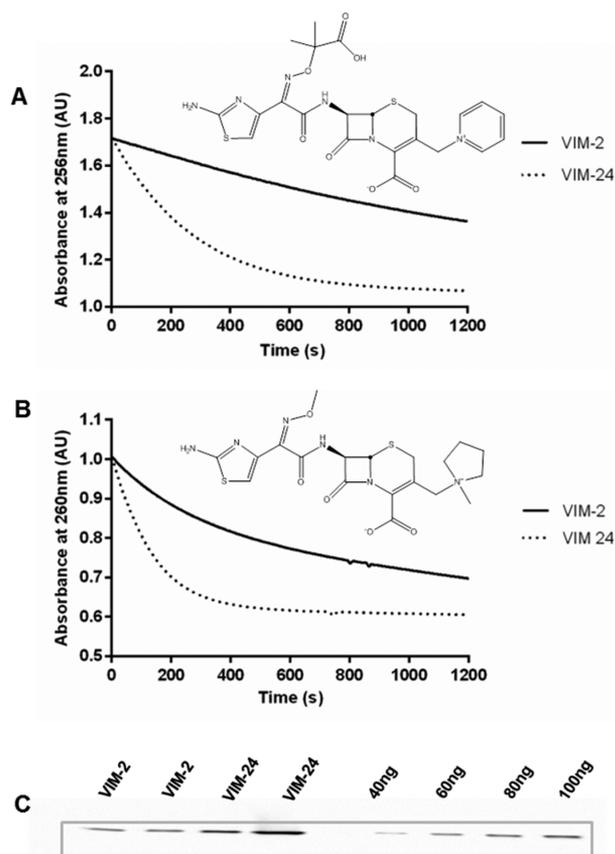 A
2.0
1.8
1.6
1.4
1.2
1.0
Absorbance at 256nm (AU)
0 200 400 600 800 1000 1200
Time (s)
O
OH
O
N
H₂N
N
S
O
H
N
O
N
S
N⁺
⁻O
O
VIM-2
VIM-24
B
1.1
1.0
0.9
0.8
0.7
0.6
0.5
Absorbance at 260nm (AU)
0 200 400 600 800 1000 1200
Time (s)
O
N
H₂N
N
S
O
H
N
O
N
S
N⁺
⁻O
O
VIM-2
VIM 24
C
VIM-2 VIM-2 VIM-24 VIM-24 40ng 60ng 80ng 100ng